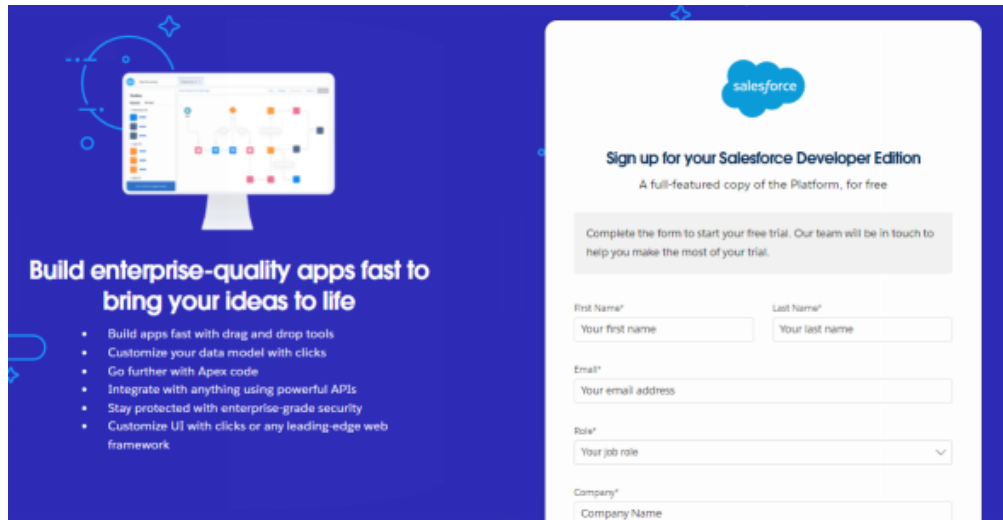 Build enterprise-quality apps fast to
bring your ideas to life
Build apps fast with drag and drop tools
Customize your data model with clicks
Go further with Apex code
Integrate with anything using powerful APIs
Stay protected with enterprise-grade security
Customize UI with clicks or any leading-edge web
framework
salesforce
Sign up for your Salesforce Developer Edition
A full-featured copy of the Platform, for free
Complete the form to start your free trial. Our team will be in touch to
help you make the most of your trial.
First Name* Last Name*
Your first name Your last name
Email*
Your email address
Role*
Your job role
Company*
Company Name